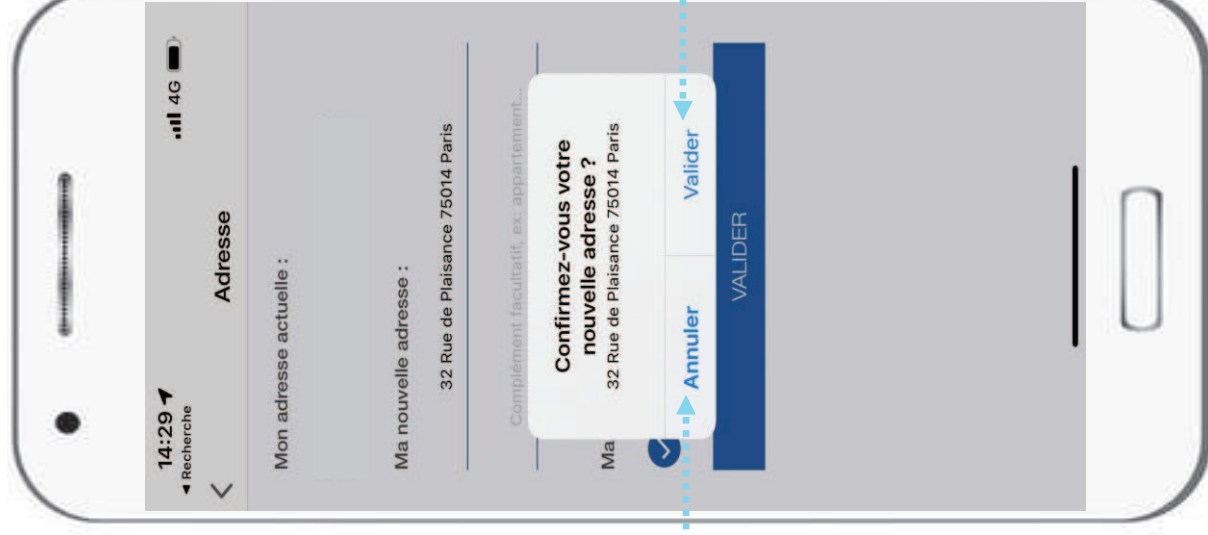 14:29
4G
◀ Recherche
Adresse
Mon adresse actuelle :
Ma nouvelle adresse :
32 Rue de Plaisance 75014 Paris
Complément facultatif, ex: appartement...
Ma
Confirmez-vous votre
nouvelle adresse ?
32 Rue de Plaisance 75014 Paris
Annuler
Valider
VALIDER